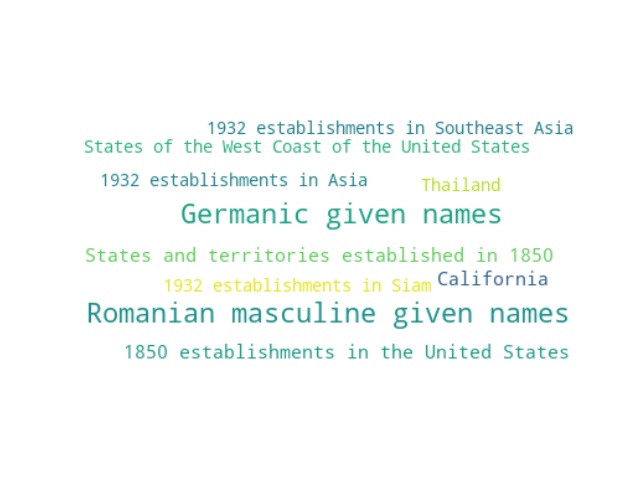 1932 establishments in Southeast Asia
States of the West Coast of the United States
1932 establishments in Asia
Thailand
Germanic given names
States and territories established in 1850
California
1932 establishments in Siam
Romanian masculine given names
1850 establishments in the United States